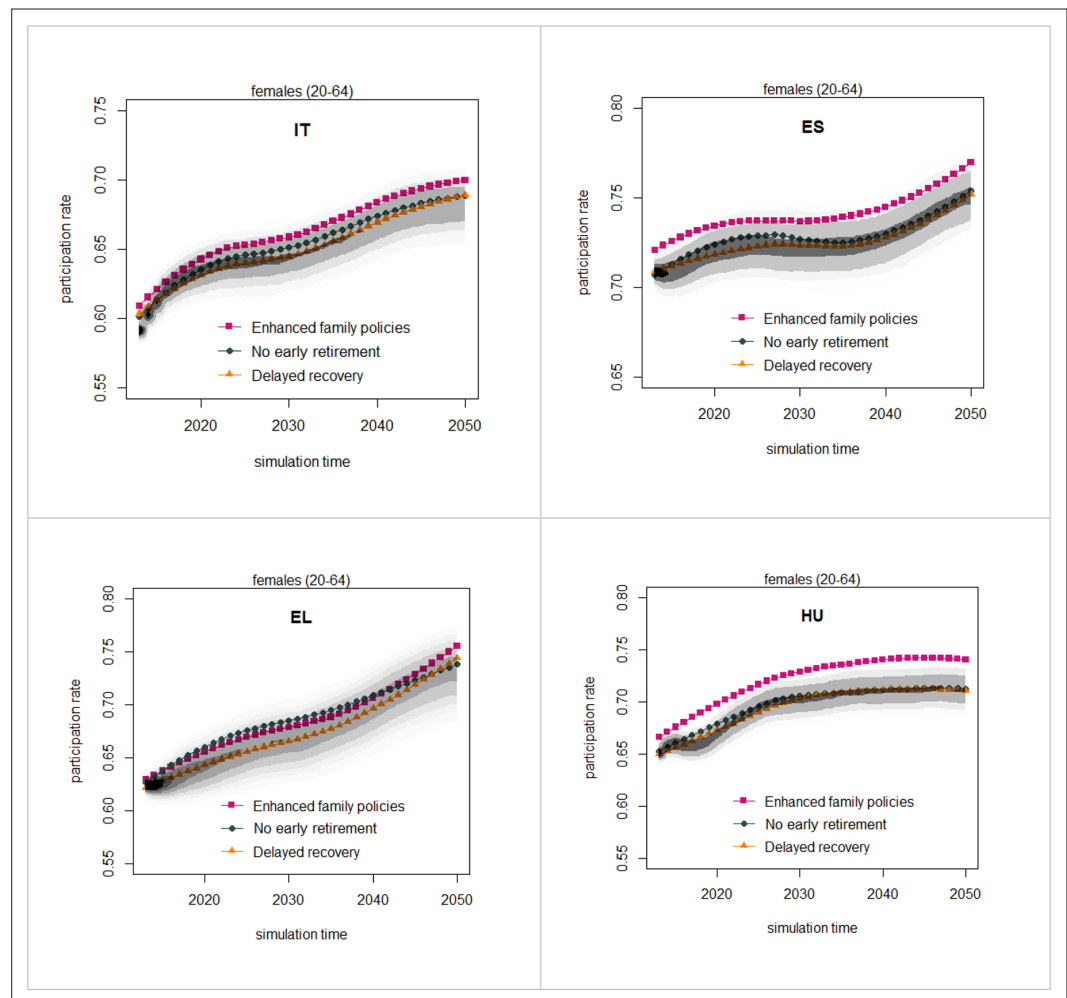 females (20-64)
IT
participation rate
0.75
0.70
0.65
0.60
0.55
Enhanced family policies
No early retirement
Delayed recovery
2020 2030 2040 2050
simulation time
females (20-64)
ES
participation rate
0.80
0.75
0.70
0.65
Enhanced family policies
No early retirement
Delayed recovery
2020 2030 2040 2050
simulation time
females (20-64)
EL
participation rate
0.80
0.75
0.70
0.65
0.60
0.55
Enhanced family policies
No early retirement
Delayed recovery
2020 2030 2040 2050
simulation time
females (20-64)
HU
participation rate
0.80
0.75
0.70
0.65
0.60
0.55
Enhanced family policies
No early retirement
Delayed recovery
2020 2030 2040 2050
simulation time